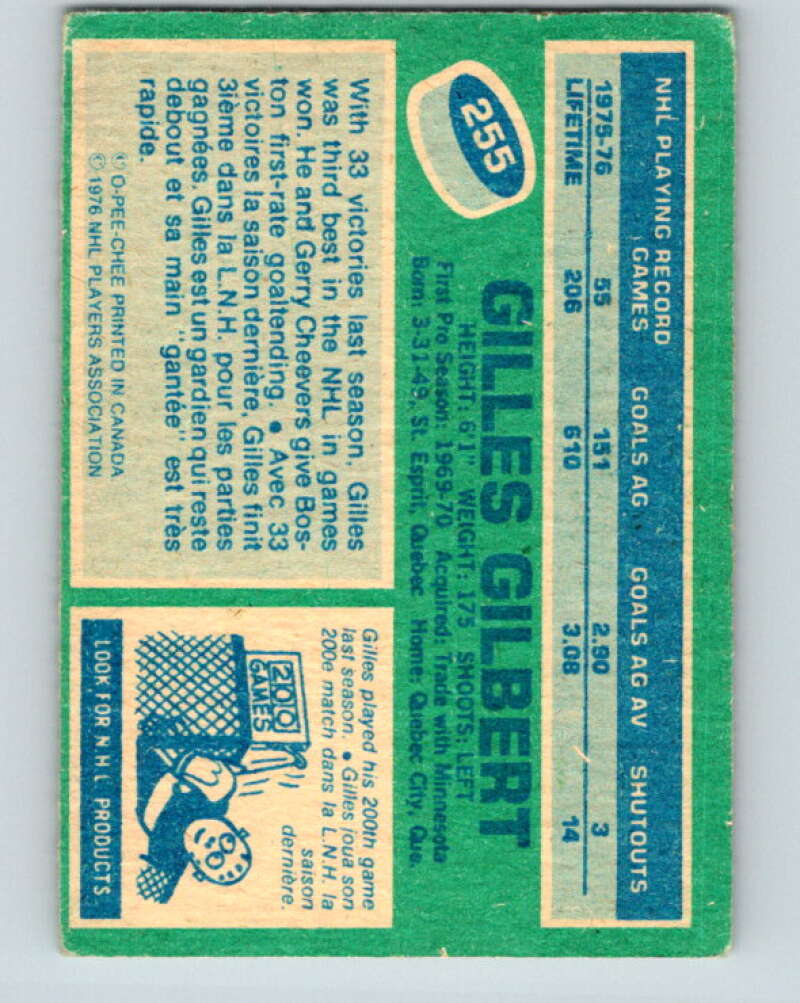 NHL PLAYING RECORD
GAMES GOALS AG GOALS AG AV SHUTOUTS
1975-76 55 151 2.90 3
LIFETIME 206 610 3.08 14
255
GILLES GILBERT
HEIGHT: 6'1" WEIGHT: 175 SHOOTS: LEFT
First Pro Season: 1969-70 Acquired: Trade with Minnesota
Born: 3-31-49, St. Esprit, Quebec Home: Quebec City, Que.
With 33 victories last season, Gilles
was third best in the NHL in games
won. He and Gerry Cheevers give Bos-
ton first-rate goaltending. • Avec 33
victoires la saison dernière, Gilles finit
3ième dans la L.N.H. pour les parties
gagnées. Gilles est un gardien qui reste
debout et sa main "gantée" est très
rapide.
© O-PEE-CHEE PRINTED IN CANADA
© 1976 NHL PLAYERS ASSOCIATION
Gilles played his 200th game
last season. • Gilles joua son
200e match dans la L.N.H. la
saison
dernière.
200
GAMES
LOOK FOR N.H.L. PRODUCTS